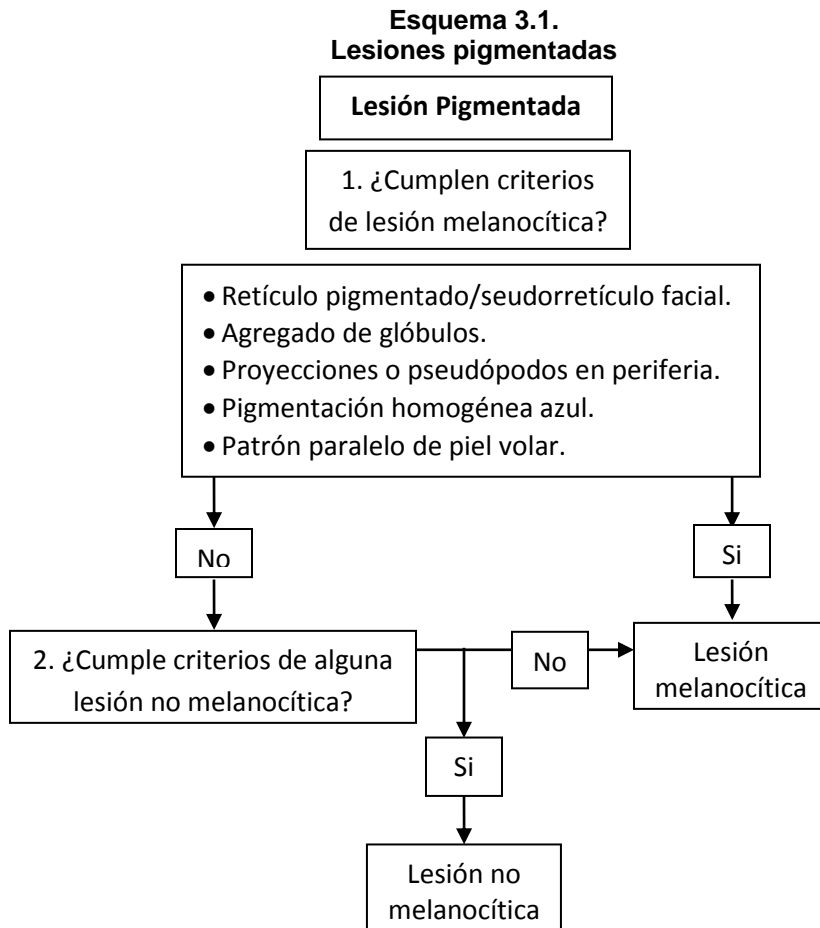 Esquema 3.1.
Lesiones pigmentadas
Lesión Pigmentada
1. ¿Cumplen criterios
de lesión melanocítica?
• Retículo pigmentado/seudorretículo facial.
• Agregado de glóbulos.
• Proyecciones o pseudópodos en periferia.
• Pigmentación homogénea azul.
• Patrón paralelo de piel volar.
No
Si
2. ¿Cumple criterios de alguna
lesión no melanocítica?
No
Lesión
melanocítica
Si
Lesión no
melanocítica